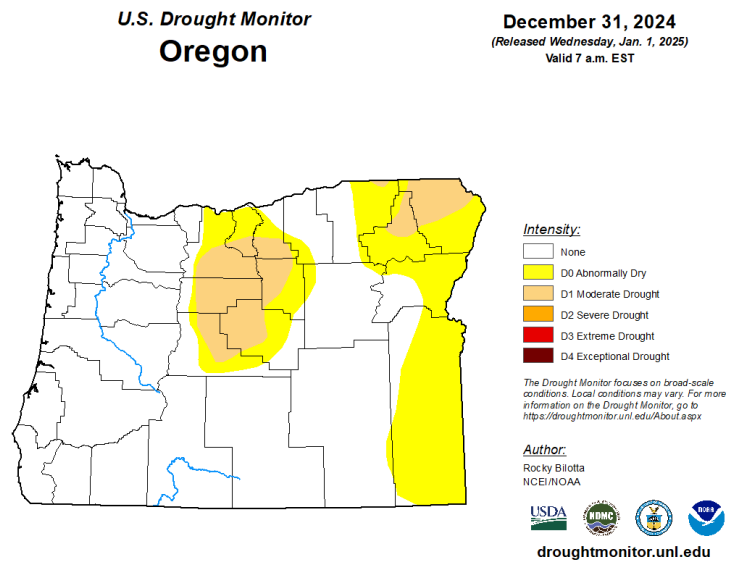 U.S. Drought Monitor
Oregon
December 31, 2024
(Released Wednesday, Jan. 1, 2025)
Valid 7 a.m. EST
Intensity:
None
D0 Abnormally Dry
D1 Moderate Drought
D2 Severe Drought
D3 Extreme Drought
D4 Exceptional Drought
The Drought Monitor focuses on broad-scale
conditions. Local conditions may vary. For more
information on the Drought Monitor, go to
https://droughtmonitor.unl.edu/About.aspx
Author:
Rocky Bilotta
NCEI/NOAA
USDA
NDMC
NOAA
droughtmonitor.unl.edu